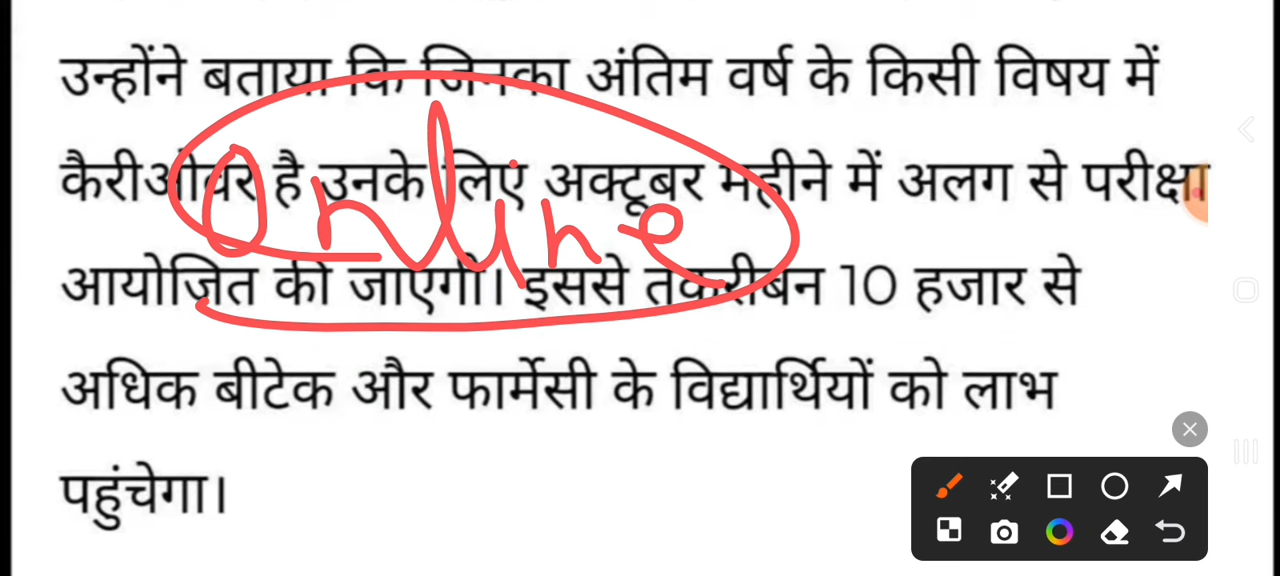 उन्होंने बताया कि जिनका अंतिम वर्ष के किसी विषय में
कैरीओवर है उनके लिए अक्टूबर महीने में अलग से परीक्षा
Online
आयोजित की जाएगी। इससे तकरीबन 10 हजार से
अधिक बीटेक और फार्मेसी के विद्यार्थियों को लाभ
पहुंचेगा।